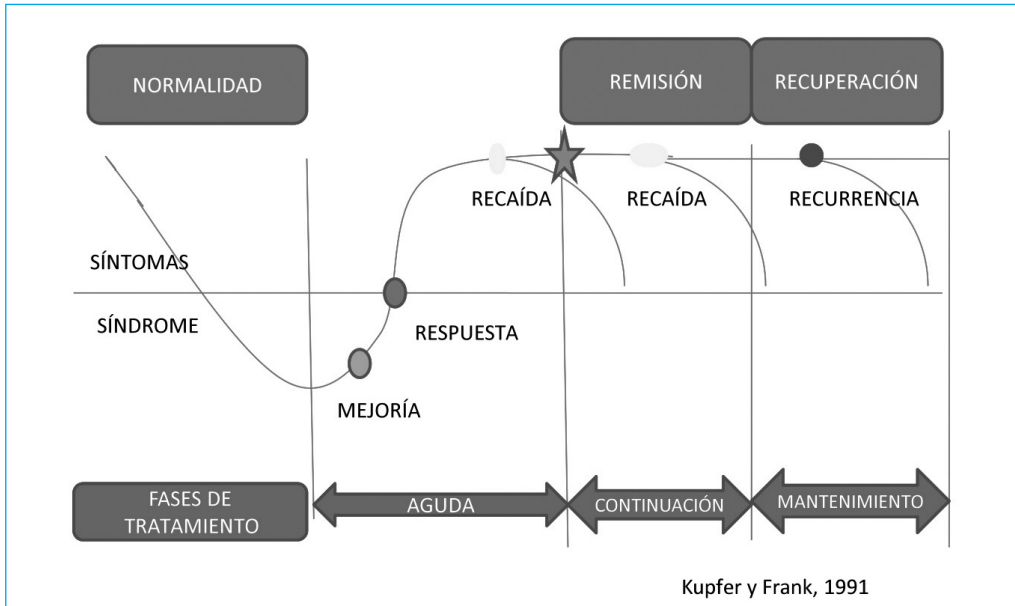 NORMALIDAD
REMISIÓN
RECUPERACIÓN
RECAÍDA
RECAÍDA
RECURRENCIA
SÍNTOMAS
SÍNDROME
RESPUESTA
MEJORÍA
FASES DE
TRATAMIENTO
AGUDA
CONTINUACIÓN
MANTENIMIENTO
Kupfer y Frank, 1991